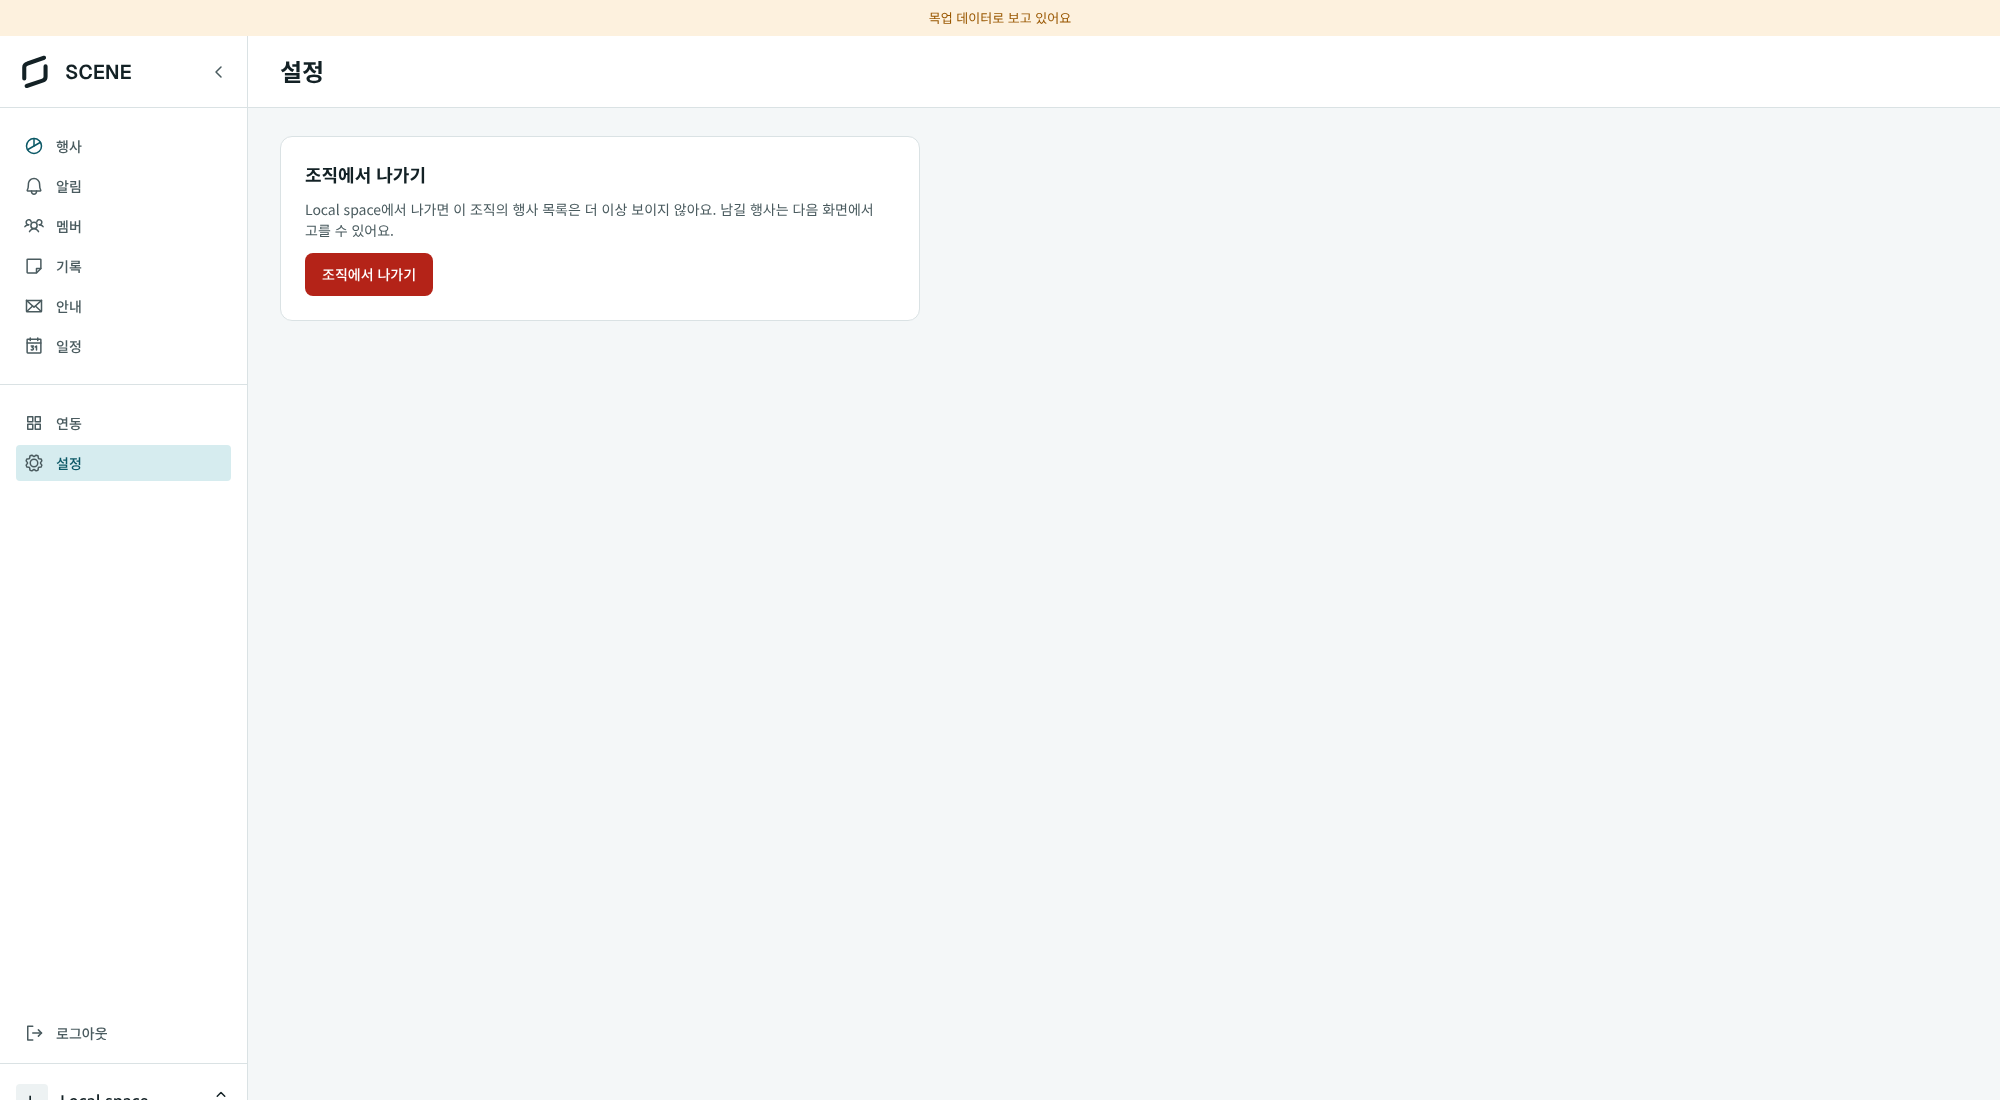 목업 데이터로 보고 있어요
SCENE
설정
행사
알림
멤버
기록
안내
일정
연동
설정
조직에서 나가기
Local space에서 나가면 이 조직의 행사 목록은 더 이상 보이지 않아요. 남길 행사는 다음 화면에서
고를 수 있어요.
조직에서 나가기
로그아웃
L Local space